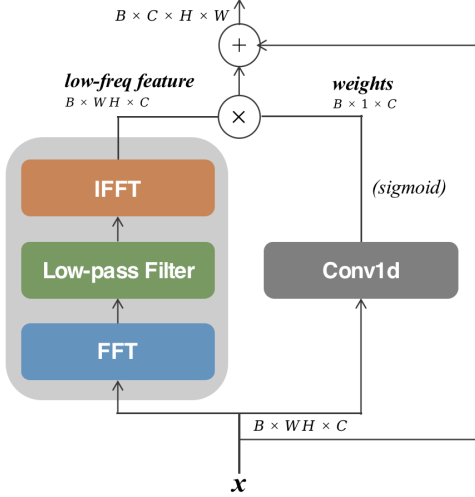 B × C × H × W
+
low-freq feature
B × WH × C
weights
B × 1 × C
×
IFFT
(sigmoid)
Low-pass Filter
Conv1d
FFT
B × WH × C
x